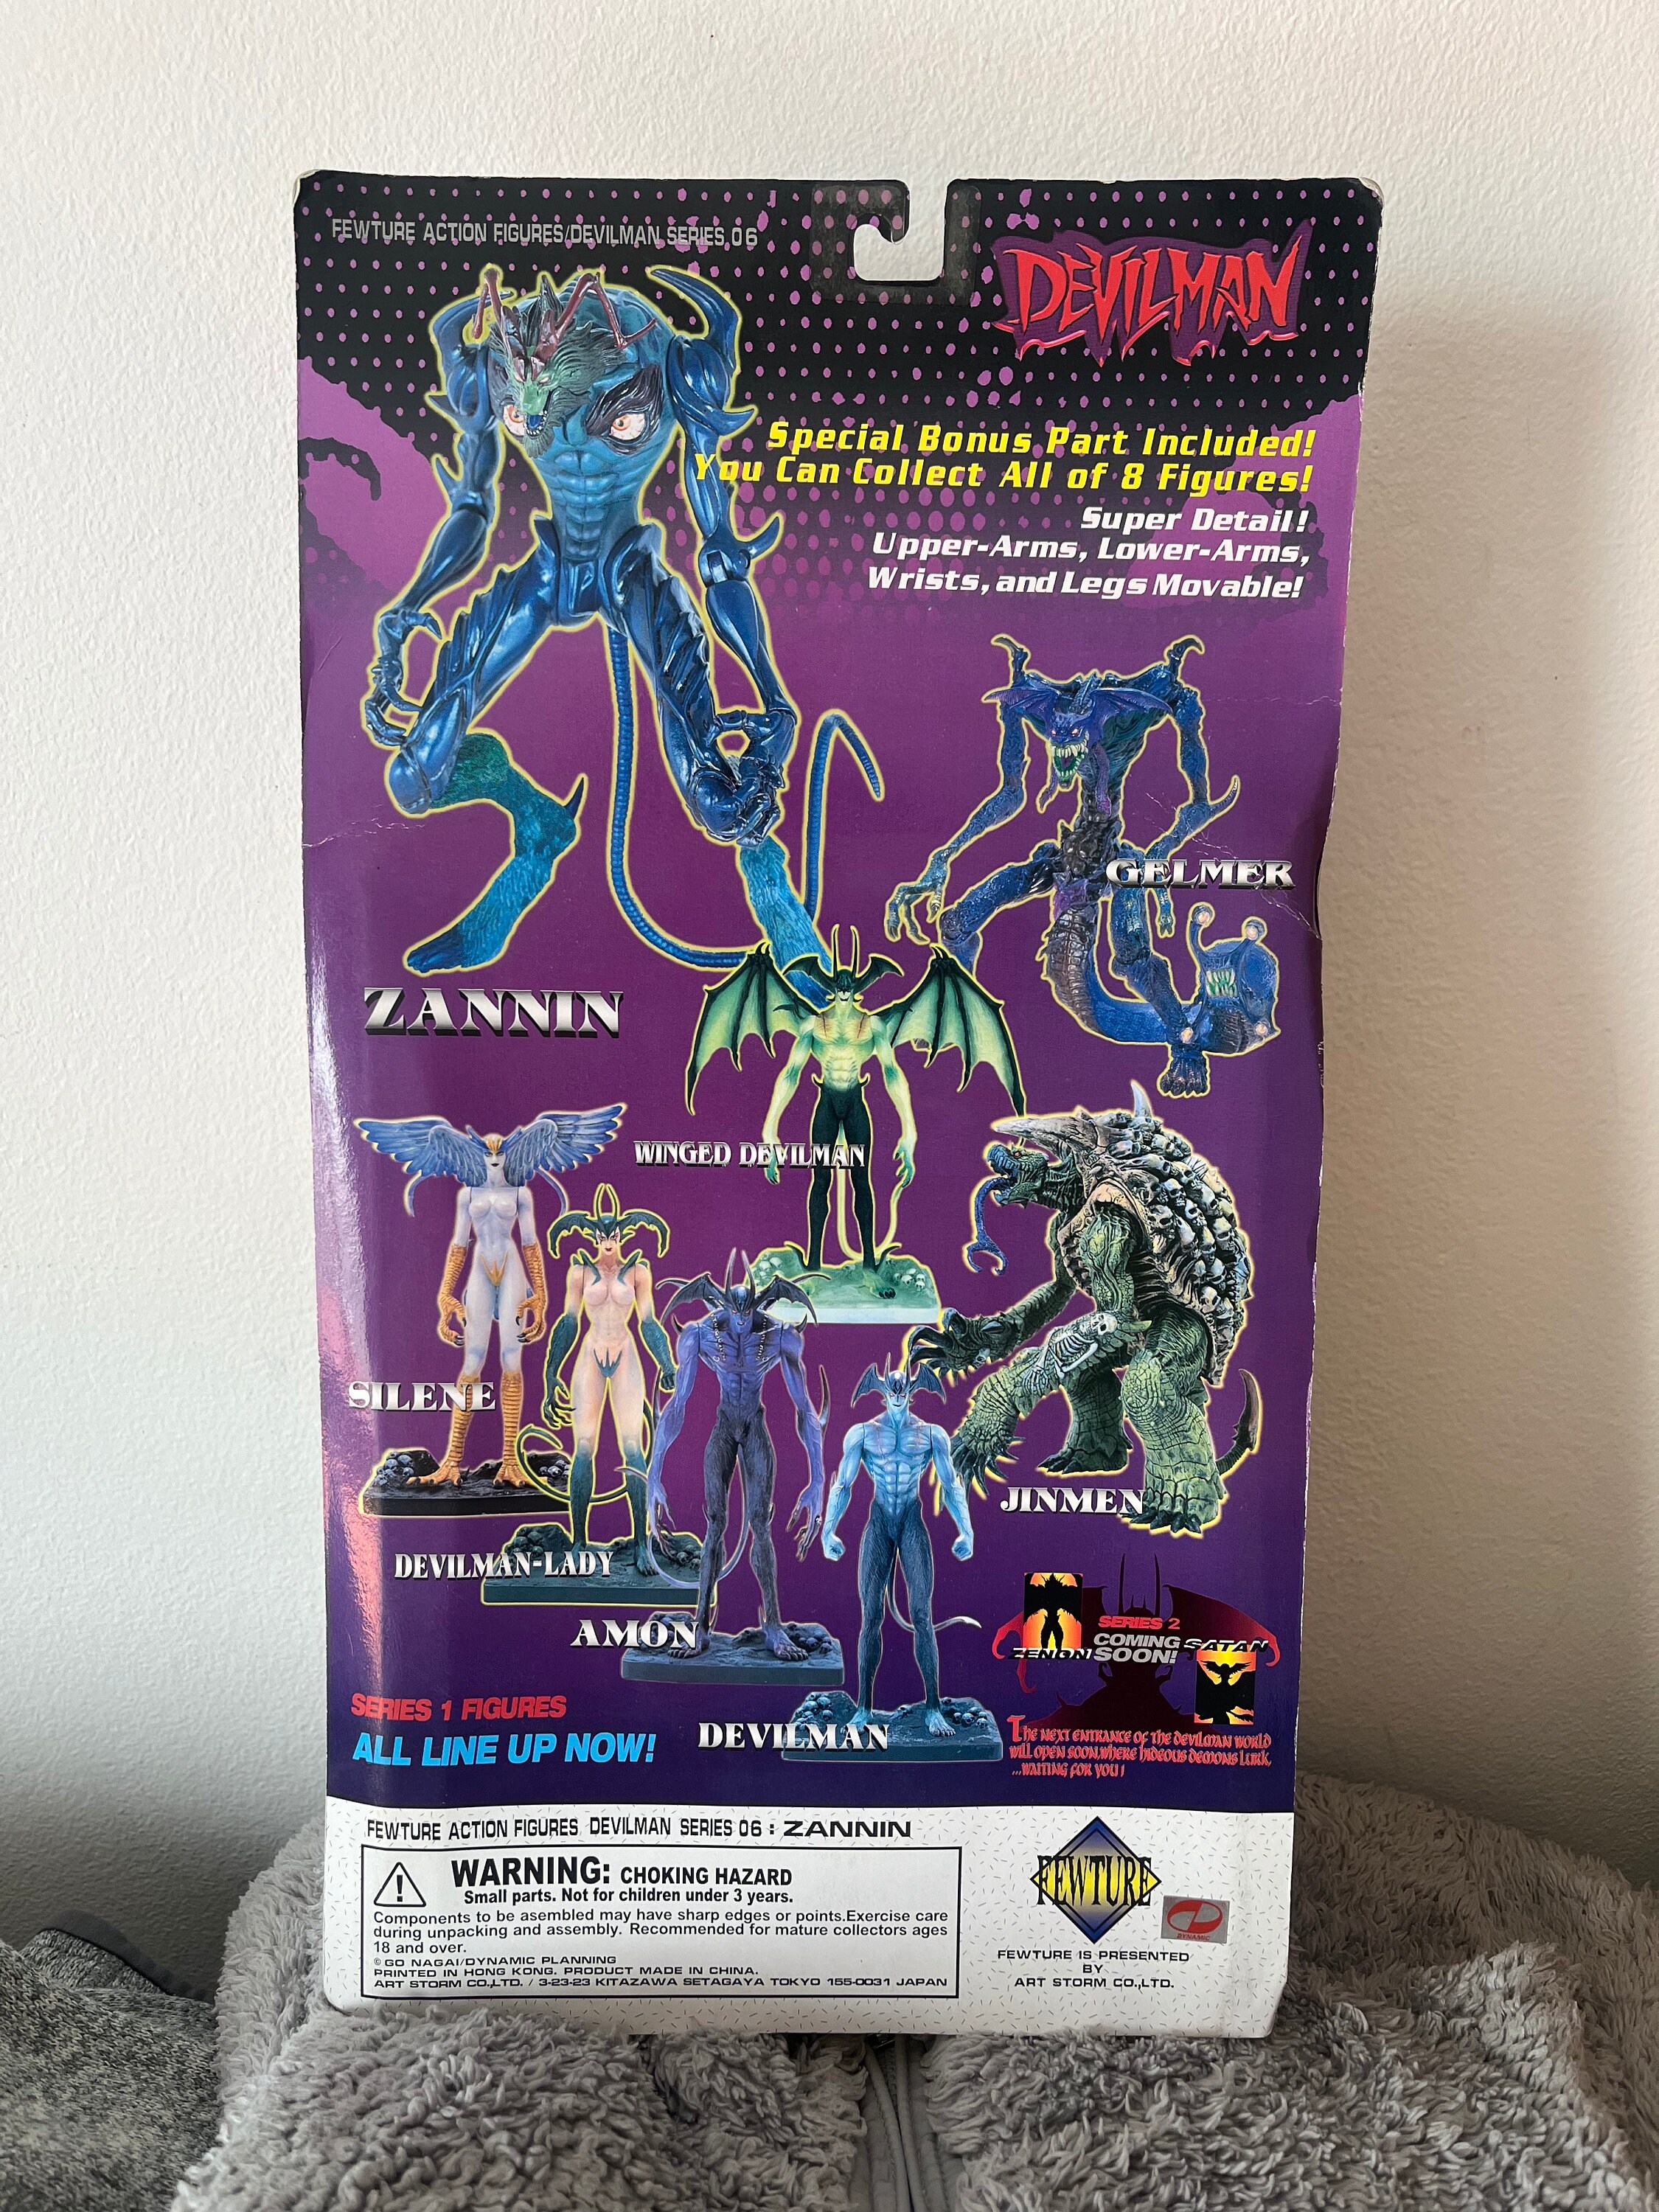 FEWTURE ACTION FIGURES/DEVILMAN SERIES 06
DEVILMAN
Special Bonus Part Included!
You Can Collect All of 8 Figures!
Super Detail!
Upper-Arms, Lower-Arms,
Wrists, and Legs Movable!
GELMER
ZANNIN
WINGED DEVILMAN
SILENE
JINMEN
DEVILMAN-LADY
AMON
SERIES 2
COMING
SOON!
ZENON
SATAN
SERIES 1 FIGURES
ALL LINE UP NOW!
DEVILMAN
The next entrance of the devilman world
will open soon,where hideous demons lurk,
...waiting for you!
FEWTURE ACTION FIGURES DEVILMAN SERIES 06 : ZANNIN
WARNING: CHOKING HAZARD
Small parts. Not for children under 3 years.
Components to be asembled may have sharp edges or points.Exercise care
during unpacking and assembly. Recommended for mature collectors ages
18 and over.
© GO NAGAI/DYNAMIC PLANNING
PRINTED IN HONG KONG. PRODUCT MADE IN CHINA.
ART STORM CO.,LTD. / 3-23-23 KITAZAWA SETAGAYA TOKYO 155-0031 JAPAN
FEWTURE
DYNAMIC
FEWTURE IS PRESENTED
BY
ART STORM CO.,LTD.